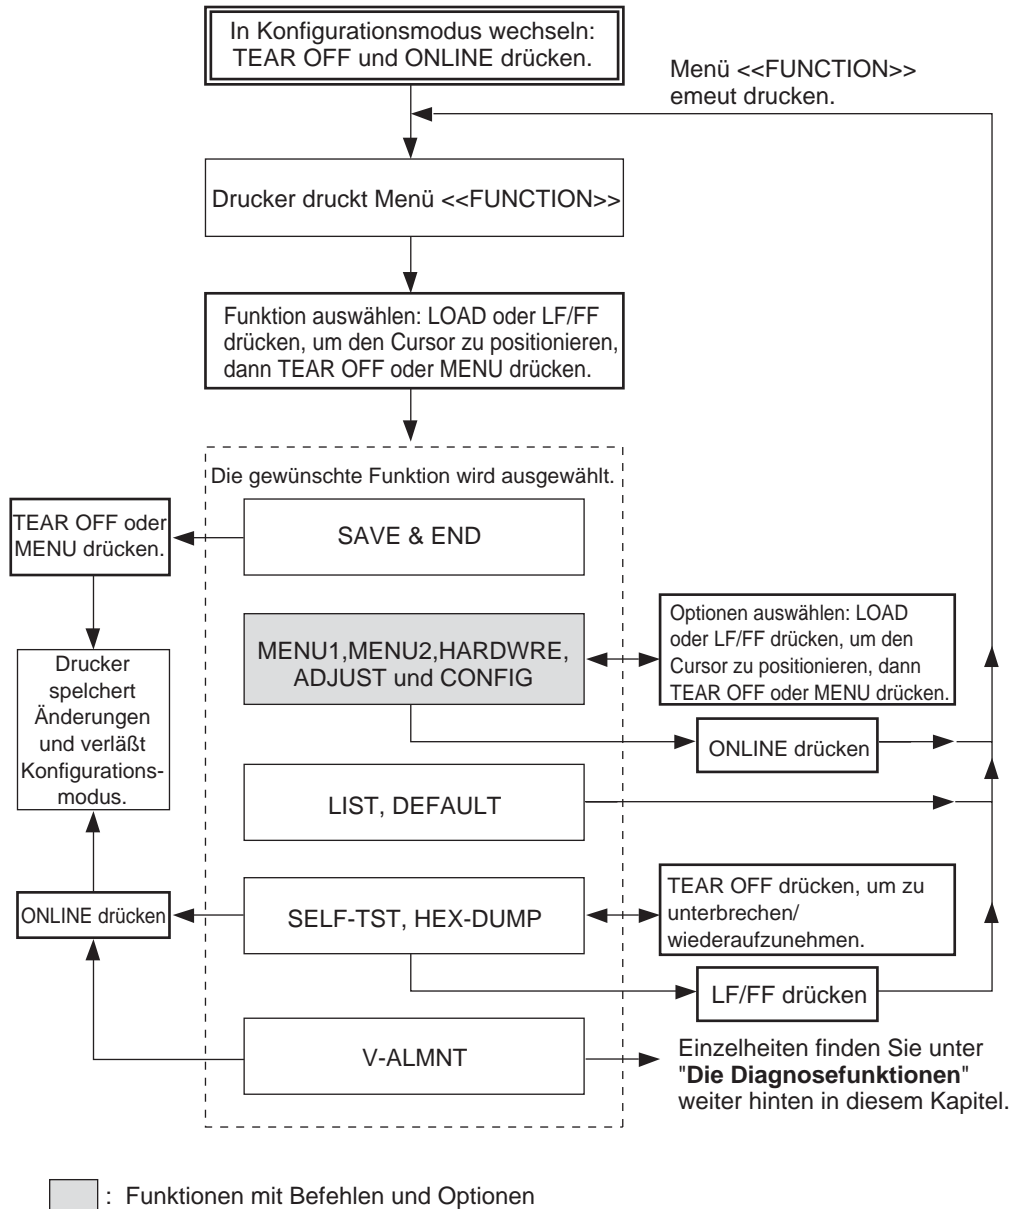 In Konfigurationsmodus wechseln:
TEAR OFF und ONLINE drücken.
Menü <<FUNCTION>>
emeut drucken.
Drucker druckt Menü <<FUNCTION>>
Funktion auswählen: LOAD oder LF/FF
drücken, um den Cursor zu positionieren,
dann TEAR OFF oder MENU drücken.
Die gewünschte Funktion wird ausgewählt.
TEAR OFF oder
MENU drücken.
SAVE & END
MENU1,MENU2,HARDWRE,
ADJUST und CONFIG
Optionen auswählen: LOAD
oder LF/FF drücken, um den
Cursor zu positionieren, dann
TEAR OFF oder MENU drücken.
Drucker
spelchert
Änderungen
und verläßt
Konfigurations-
modus.
ONLINE drücken
LIST, DEFAULT
ONLINE drücken
SELF-TST, HEX-DUMP
TEAR OFF drücken, um zu
unterbrechen/
wiederaufzunehmen.
LF/FF drücken
V-ALMNT
Einzelheiten finden Sie unter
"Die Diagnosefunktionen"
weiter hinten in diesem Kapitel.
: Funktionen mit Befehlen und Optionen